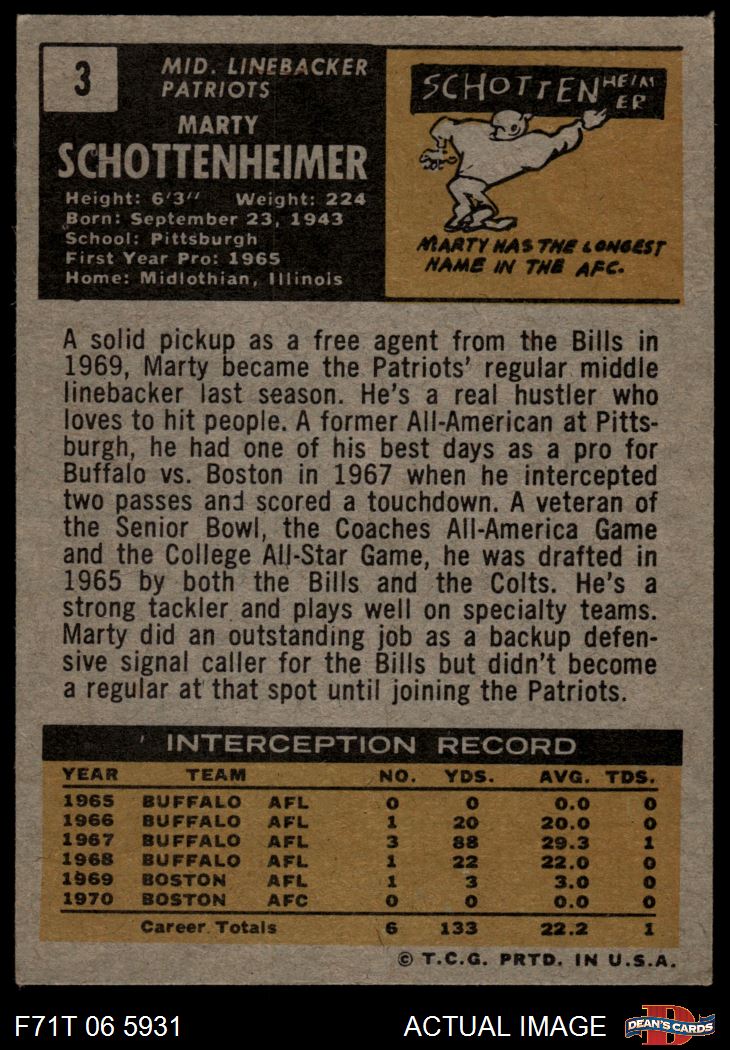 3
MID. LINEBACKER
PATRIOTS
MARTY
SCHOTTENHEIMER
Height: 6'3" Weight: 224
Born: September 23, 1943
School: Pittsburgh
First Year Pro: 1965
Home: Midlothian, Illinois
SCHOTTENHEIM
ER
MARTY HAS THE LONGEST
NAME IN THE AFC.
A solid pickup as a free agent from the Bills in
1969, Marty became the Patriots' regular middle
linebacker last season. He's a real hustler who
loves to hit people. A former All-American at Pitts-
burgh, he had one of his best days as a pro for
Buffalo vs. Boston in 1967 when he intercepted
two passes and scored a touchdown. A veteran of
the Senior Bowl, the Coaches All-America Game
and the College All-Star Game, he was drafted in
1965 by both the Bills and the Colts. He's a
strong tackler and plays well on specialty teams.
Marty did an outstanding job as a backup defen-
sive signal caller for the Bills but didn't become
a regular at that spot until joining the Patriots.
INTERCEPTION RECORD
YEAR TEAM NO. YDS. AVG. TDS.
1965 BUFFALO AFL 0 0 0.0 0
1966 BUFFALO AFL 1 20 20.0 0
1967 BUFFALO AFL 3 88 29.3 1
1968 BUFFALO AFL 1 22 22.0 0
1969 BOSTON AFL 1 3 3.0 0
1970 BOSTON AFC 0 0 0.0 0
Career Totals 6 133 22.2 1
© T.C.G. PRTD. IN U.S.A.
F71T 06 5931 ACTUAL IMAGE D DEAN'S CARDS